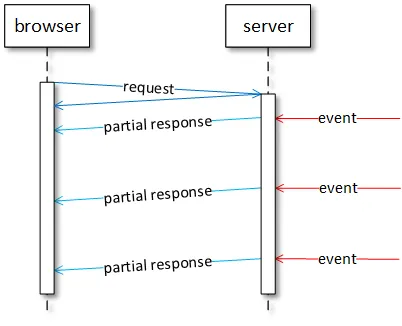 browser
server
request
partial response
event
partial response
event
partial response
event